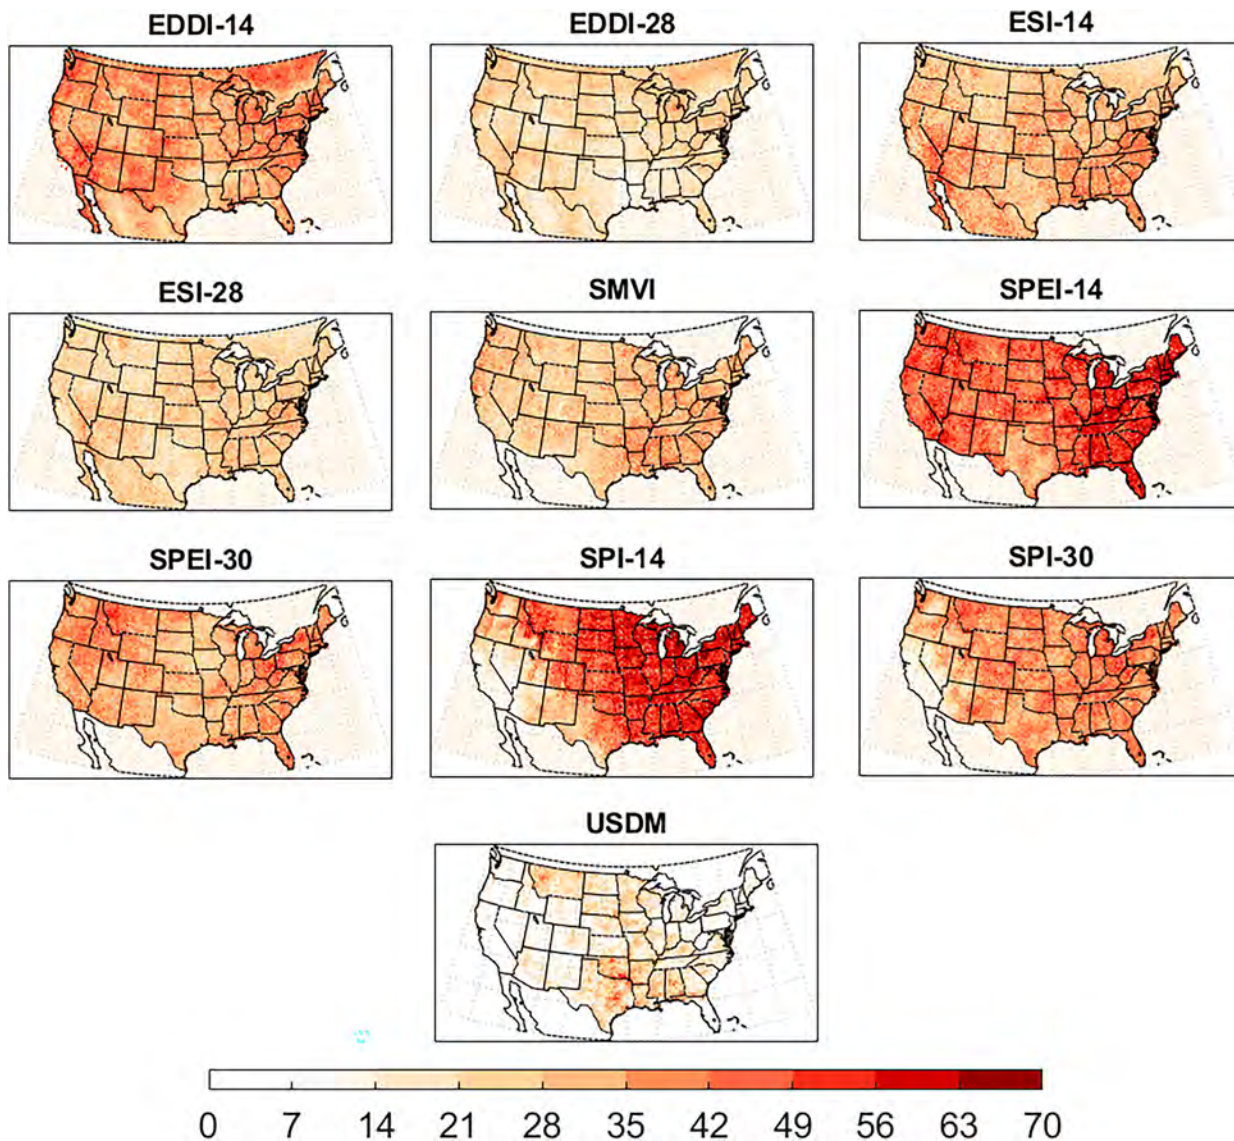 EDDI-14 EDDI-28 ESI-14
ESI-28 SMVI SPEI-14
SPEI-30 SPI-14 SPI-30
USDM
0 7 14 21 28 35 42 49 56 63 70